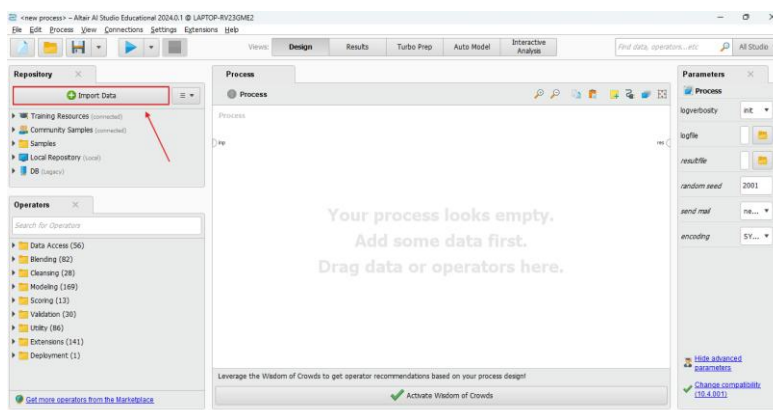 <new process> - Altair AI Studio Educational 2024.0.1 @ LAPTOP-RV23GME2
File Edit Process View Connections Settings Extensions Help
Views: Design Results Turbo Prep Auto Model Interactive Analysis
Find data, operators...etc All Studio
Repository
Import Data
Training Resources (connected)
Community Samples (connected)
Samples
Local Repository (Local)
DB (Legacy)
Operators
Search for Operators
Data Access (56)
Blending (82)
Cleansing (28)
Modeling (169)
Scoring (13)
Validation (30)
Utility (86)
Extensions (141)
Deployment (1)
Get more operators from the Marketplace
Process
Process
Process
inp
res
Your process looks empty.
Add some data first.
Drag data or operators here.
Leverage the Wisdom of Crowds to get operator recommendations based on your process design!
Activate Wisdom of Crowds
Parameters
Process
logverbosity init
logfile
resultfile
random seed 2001
send mail ne...
encoding SY...
Hide advanced
parameters
Change compatibility
(10.4.001)